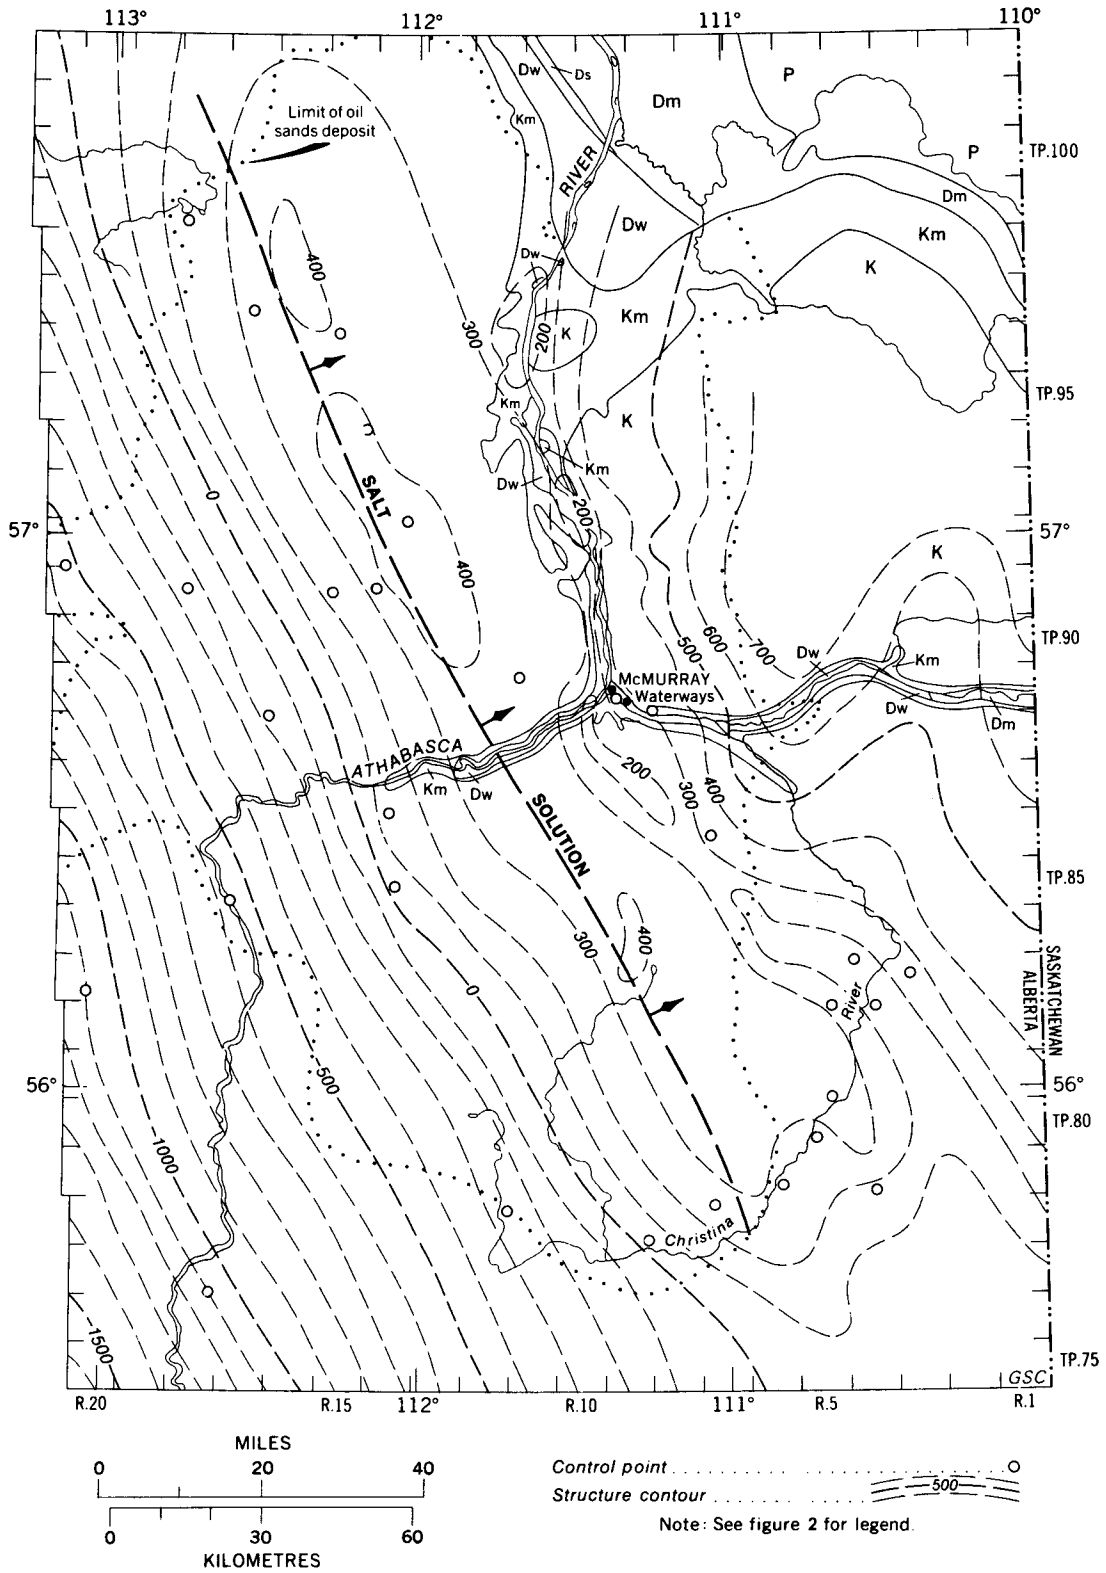 113°
112°
111°
110°
Limit of oil
sands deposit
Dw
Ds
Dm
P
Km
TP.100
RIVER
P
Dm
Dw
Km
K
Dw
400
300
200
K
Km
TP.95
Km
K
Km
Dw
SALT
0
200
57°
57°
400
K
500
600
700
TP.90
Dw
Km
McMURRAY
Waterways
Dw
Dm
ATHABASCA
Km
Dw
200
300
400
SOLUTION
TP.85
300
400
0
River
SASKATCHEWAN
ALBERTA
500
56°
56°
TP.80
1000
Christina
1500
TP.75
GSC
R.20
R.15
112°
R.10
111°
R.5
R.1
MILES
0 20 40
0 30 60
KILOMETRES
Control point
Structure contour 500
Note: See figure 2 for legend.